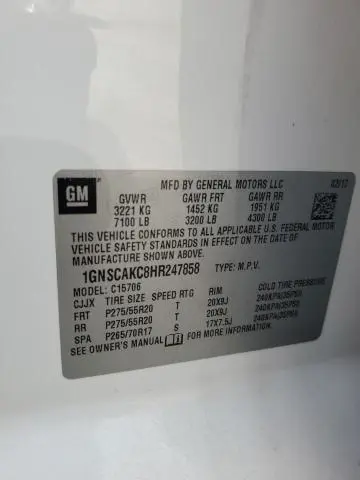 GM
MFD BY GENERAL MOTORS LLC 02/17
GVWR GAWR FRT GAWR RR
3221 KG 1452 KG 1951 KG
7100 LB 3200 LB 4300 LB
THIS VEHICLE CONFORMS TO ALL APPLICABLE U.S. FEDERAL MOTOR
VEHICLE SAFETY STANDARDS IN EFFECT ON THE DATE OF
MANUFACTURE SHOWN ABOVE.
1GNSCAKC8HR247858 TYPE: M.P.V.
MODEL: C15706
CJJX TIRE SIZE SPEED RTG RIM COLD TIRE PRESSURE
FRT P275/55R20 T 20X9J 240KPA(35PSI)
RR P275/55R20 T 20X9J 240KPA(35PSI)
SPA P265/70R17 S 17X7.5J 240KPA(35PSI)
SEE OWNER'S MANUAL FOR MORE INFORMATION.